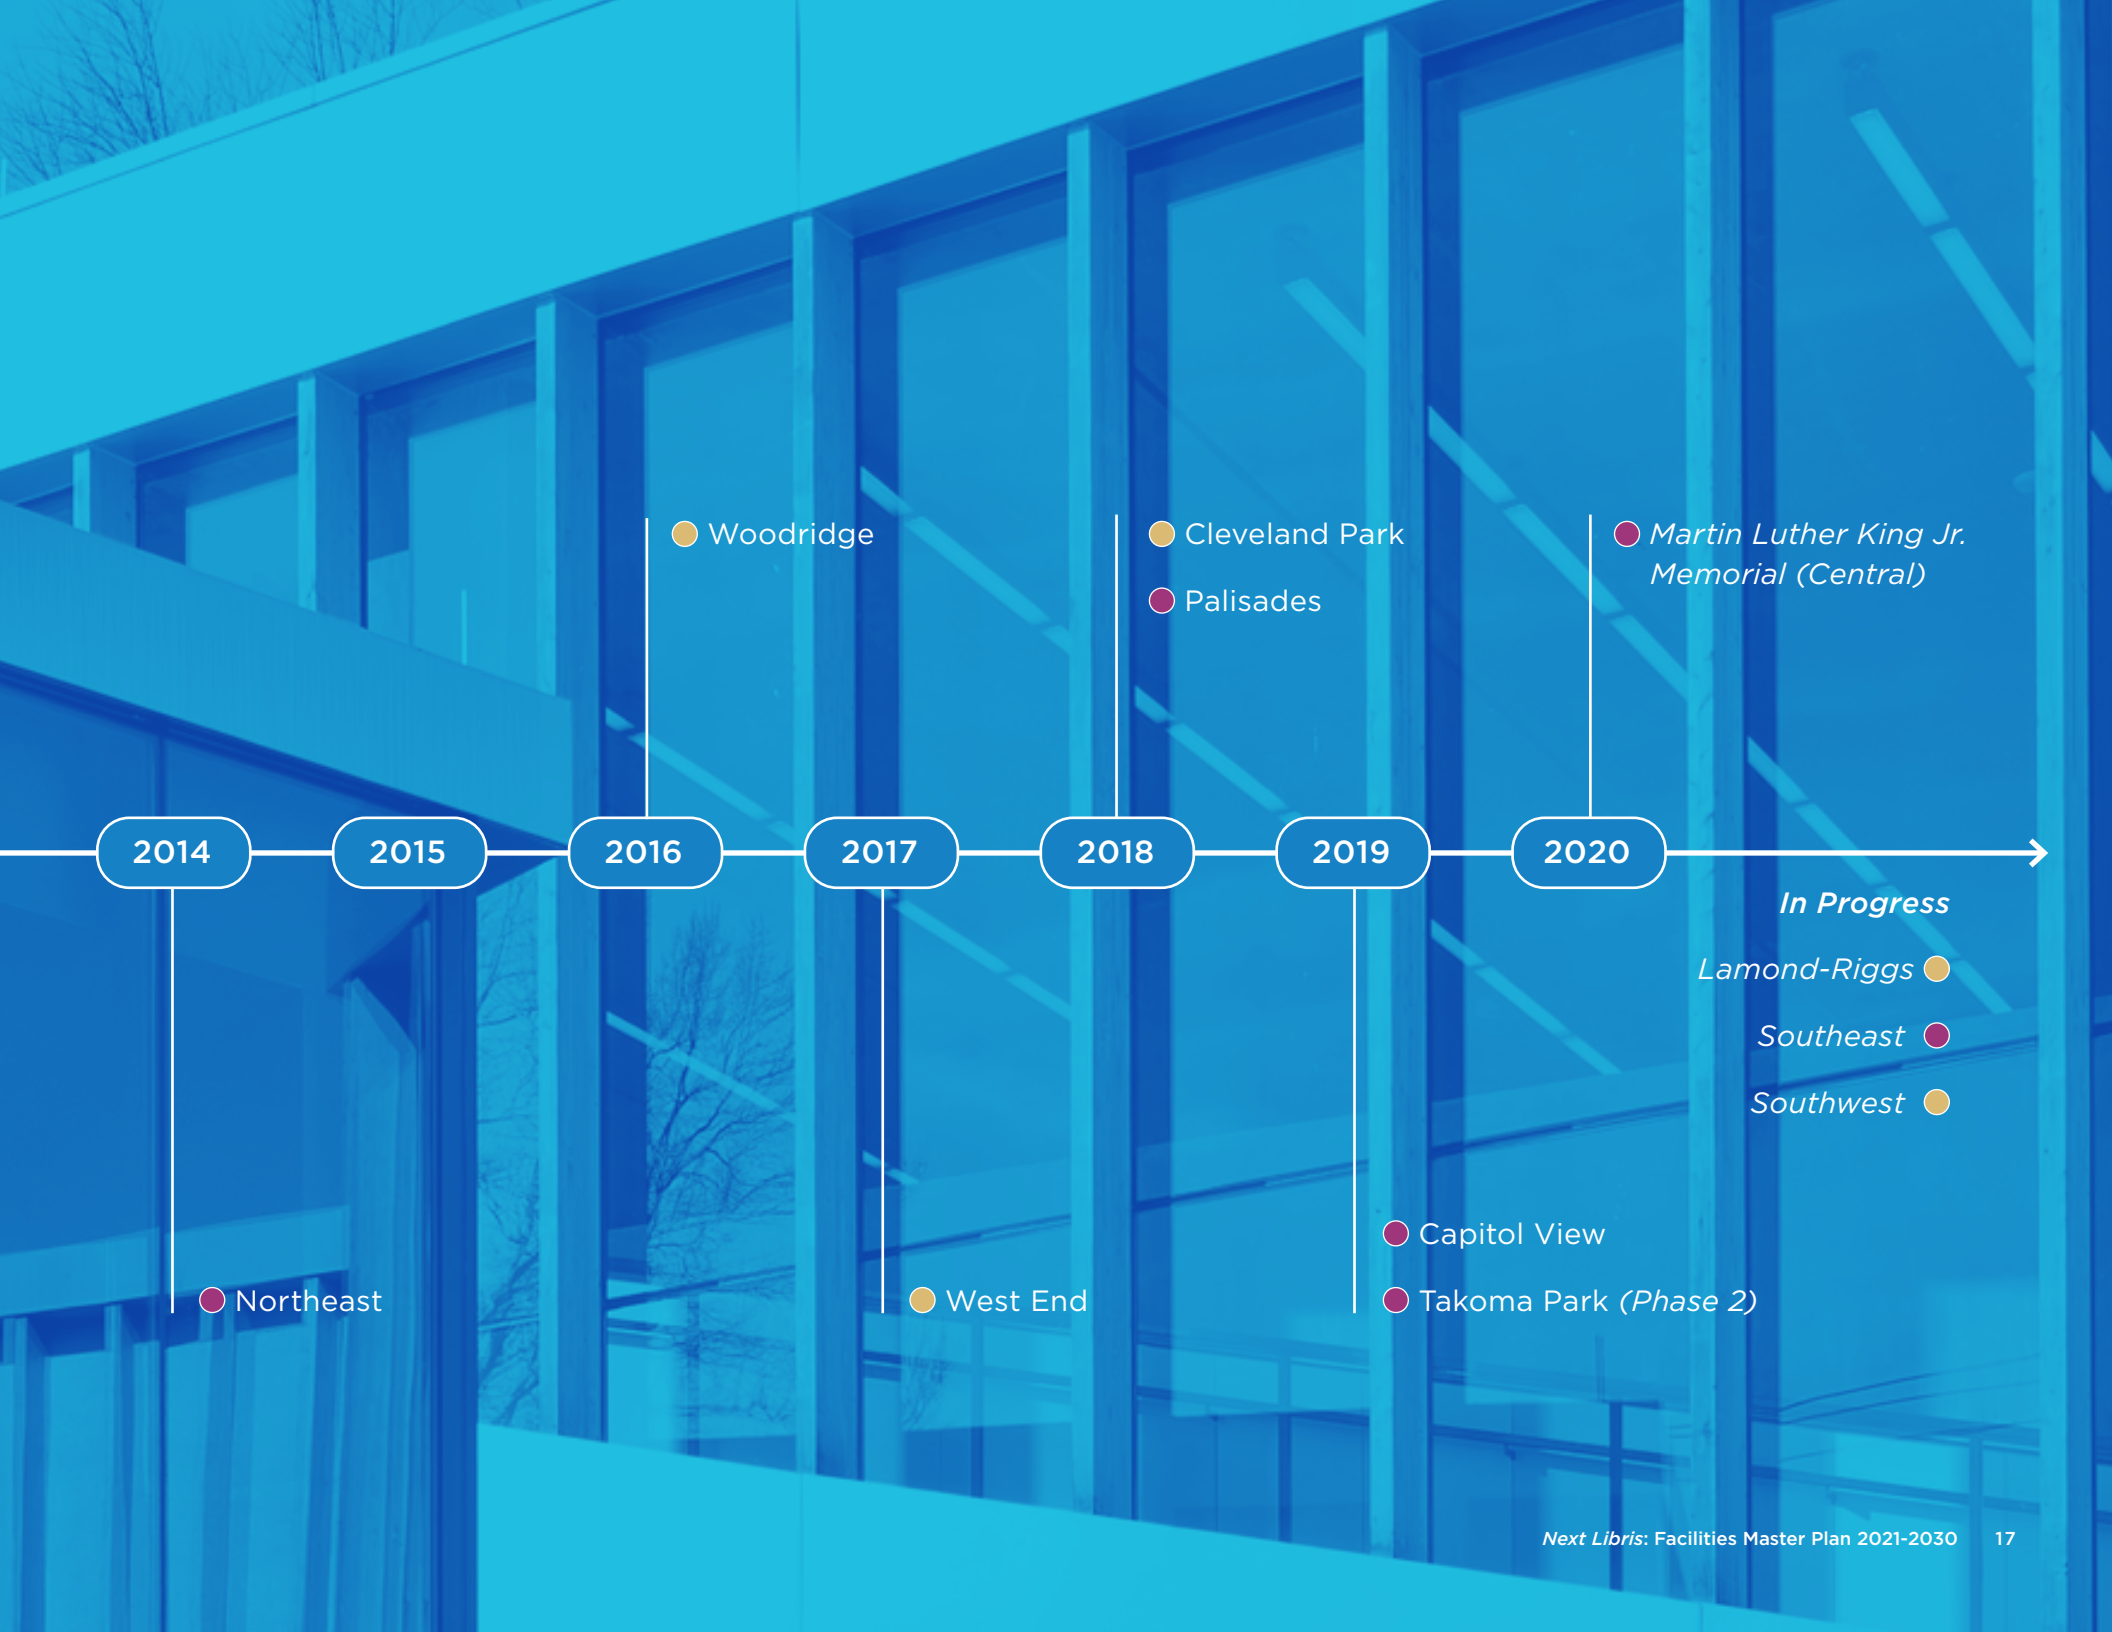 Woodridge
Cleveland Park
Palisades
Martin Luther King Jr.
Memorial (Central)
2014
2015
2016
2017
2018
2019
2020
In Progress
Lamond-Riggs
Southeast
Southwest
Northeast
West End
Capitol View
Takoma Park (Phase 2)
Next Libris: Facilities Master Plan 2021-2030 17